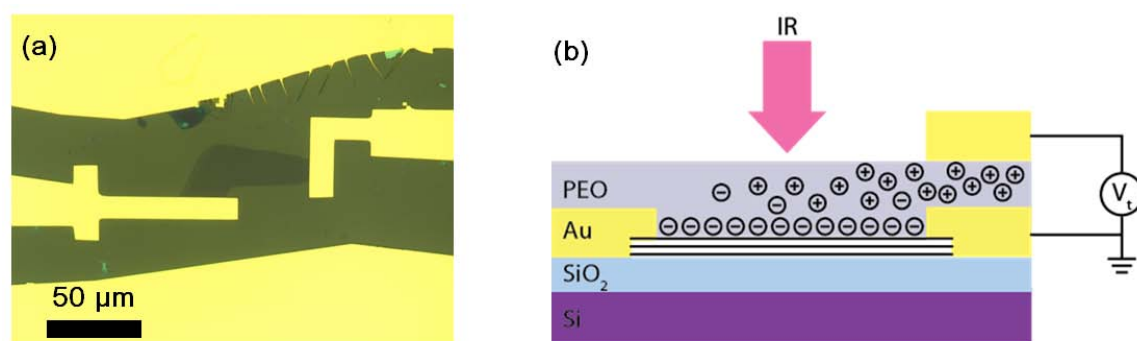 (a)
50 µm
(b)
IR
PEO
Au
SiO₂
Si
Vₜ